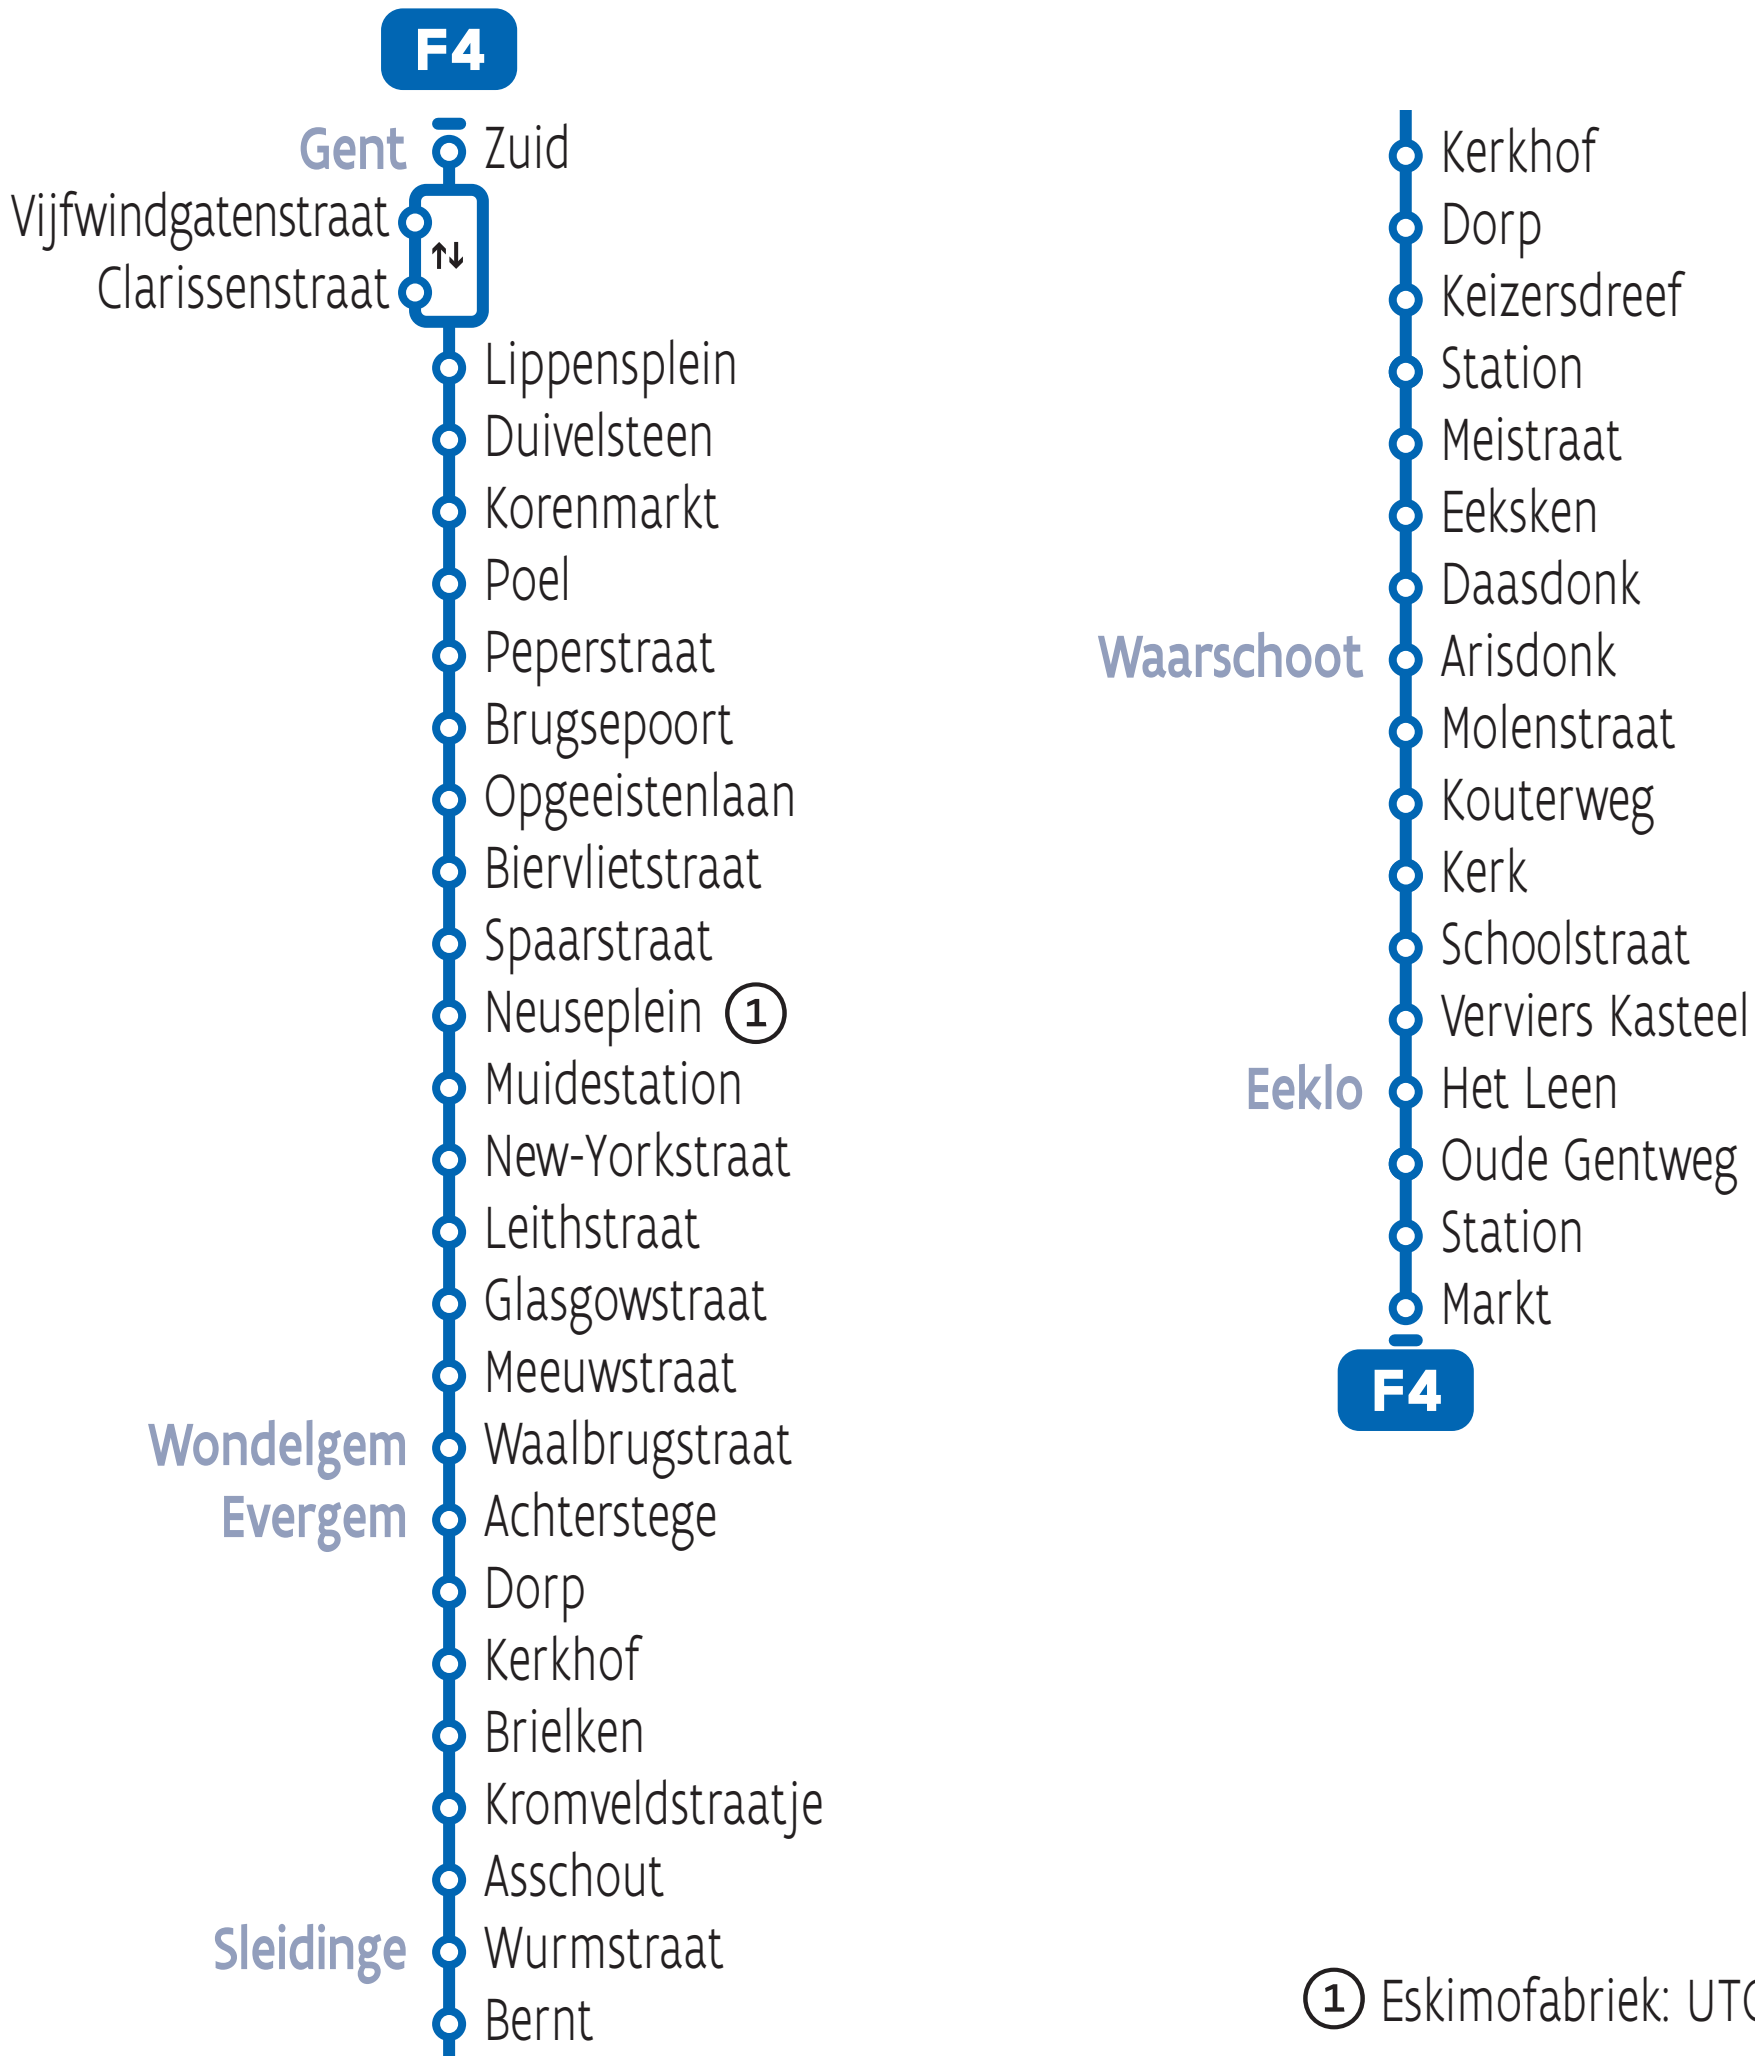 F4
Gent Zuid
Vijfwindgatenstraat
↑↓
Clarissenstraat
Lippensplein
Duivelsteen
Korenmarkt
Poel
Peperstraat
Brugsepoort
Opgeeistenlaan
Biervlietstraat
Spaarstraat
Neuseplein 1
Muidestation
New-Yorkstraat
Leithstraat
Glasgowstraat
Meeuwstraat
Wondelgem Waalbrugstraat
Evergem Achterstege
Dorp
Kerkhof
Brielken
Kromveldstraatje
Asschout
Sleidinge Wurmstraat
Bernt
Kerkhof
Dorp
Keizersdreef
Station
Meistraat
Eeksken
Daasdonk
Waarschoot Arisdonk
Molenstraat
Kouterweg
Kerk
Schoolstraat
Verviers Kasteel
Eeklo Het Leen
Oude Gentweg
Station
Markt
F4
1 Eskimofabriek: